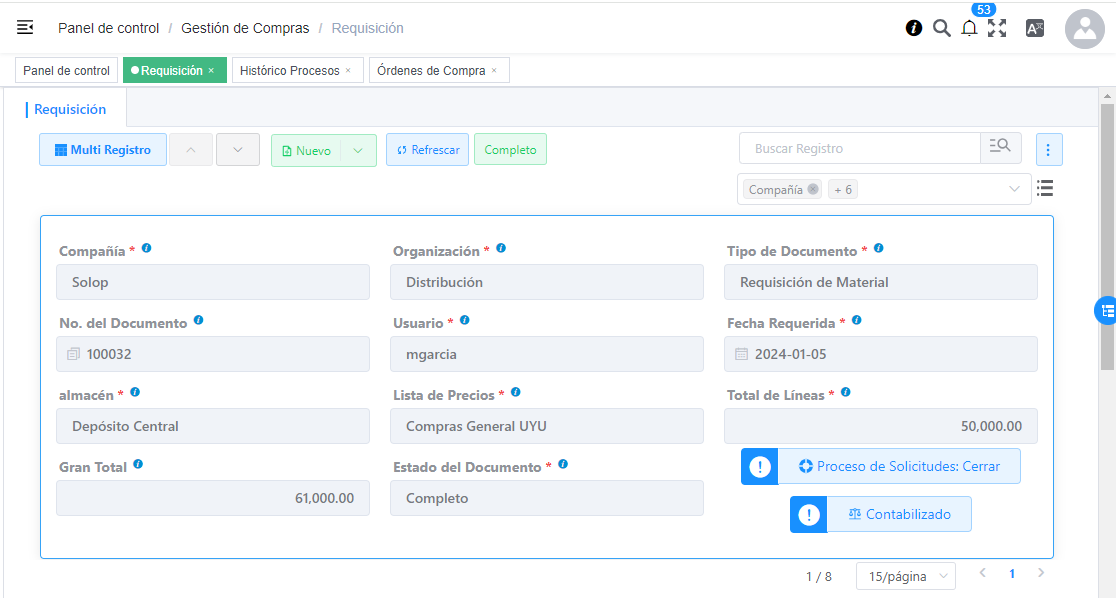 53
Panel de control / Gestión de Compras / Requisición
Panel de control
Requisición ×
Histórico Procesos ×
Órdenes de Compra ×
Requisición
Multi Registro
Nuevo
Refrescar
Completo
Buscar Registro
Compañía
+ 6
Compañía *
Solop
Organización *
Distribución
Tipo de Documento *
Requisición de Material
No. del Documento
100032
Usuario *
mgarcia
Fecha Requerida *
2024-01-05
almacén *
Depósito Central
Lista de Precios *
Compras General UYU
Total de Líneas *
50,000.00
Gran Total
61,000.00
Estado del Documento *
Completo
! Proceso de Solicitudes: Cerrar
! Contabilizado
1 / 8
15/página
< 1 >